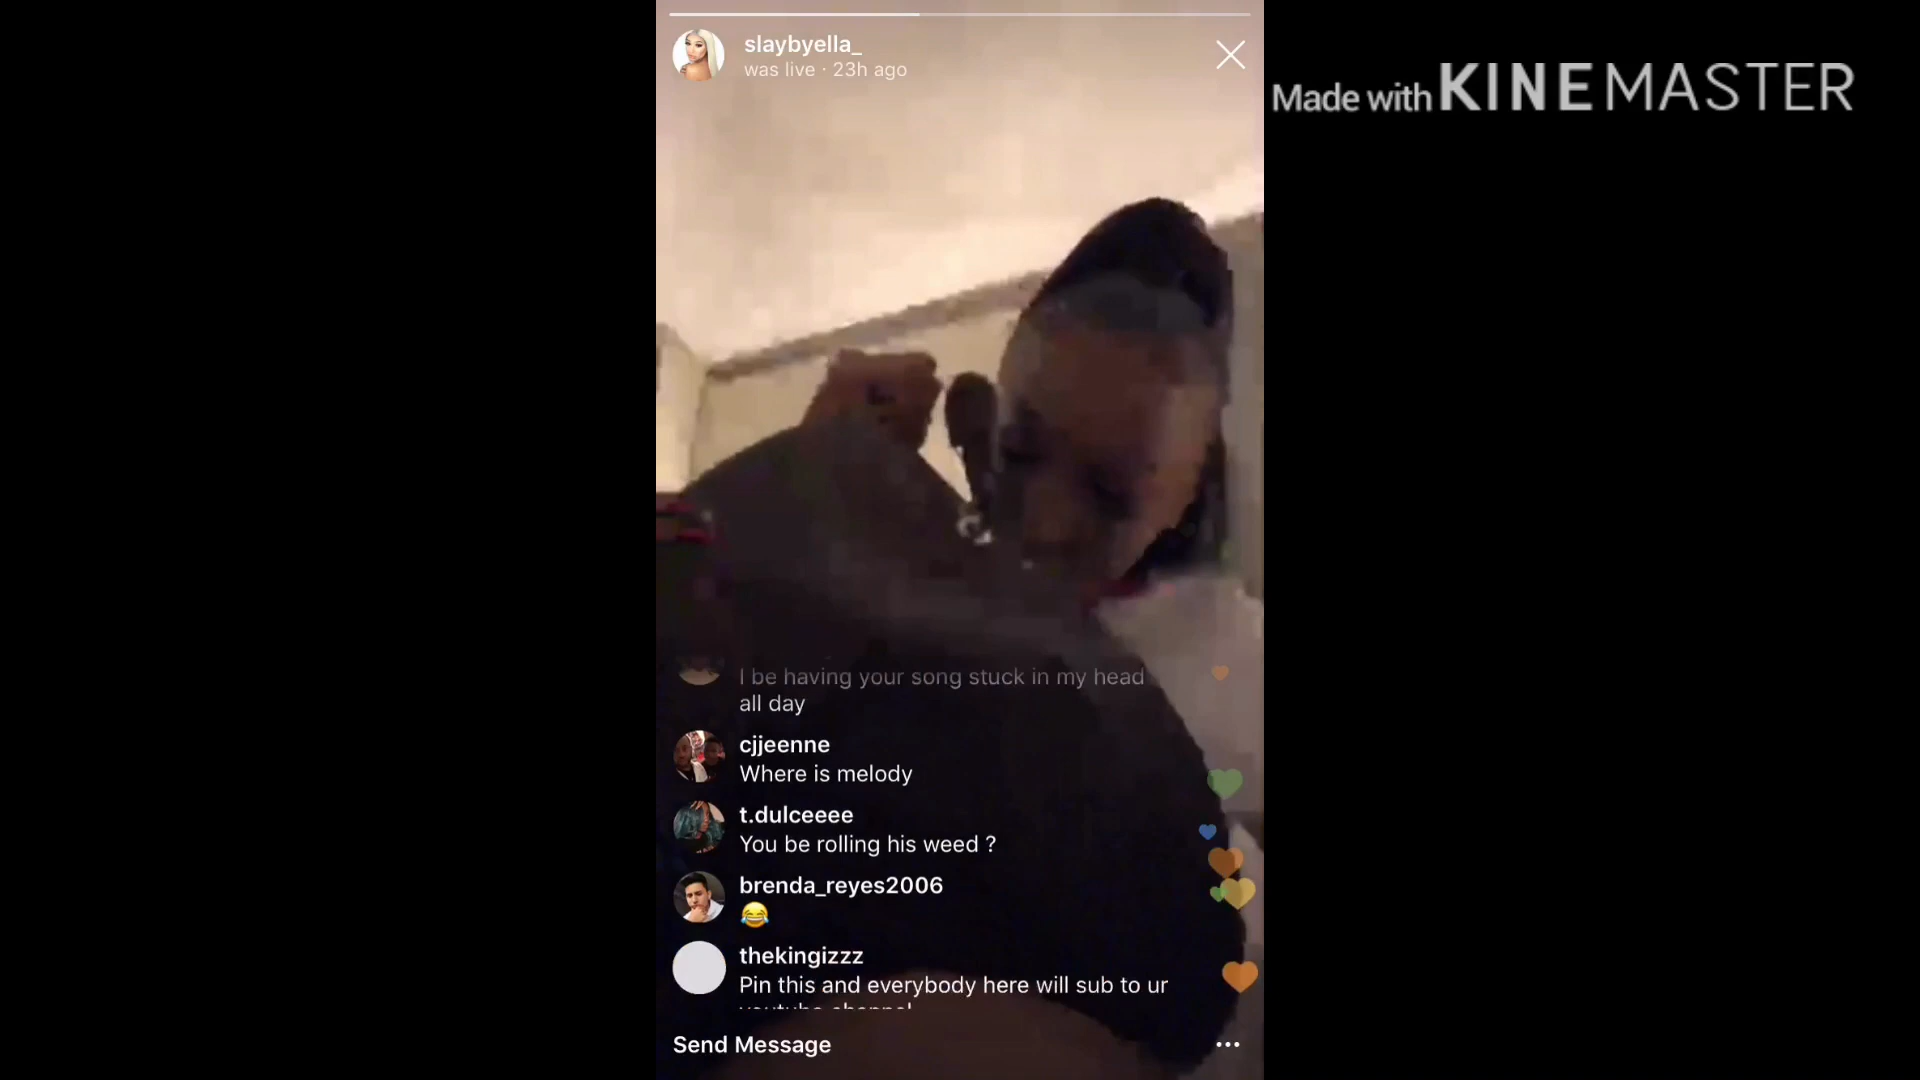 slaybyella_
was live · 23h ago
Made with KINEMASTER
I be having your song stuck in my head
all day
cjjeenne
Where is melody
t.dulceeee
You be rolling his weed ?
brenda_reyes2006
😂
thekingizzz
Pin this and everybody here will sub to ur
youtube channel
Send Message